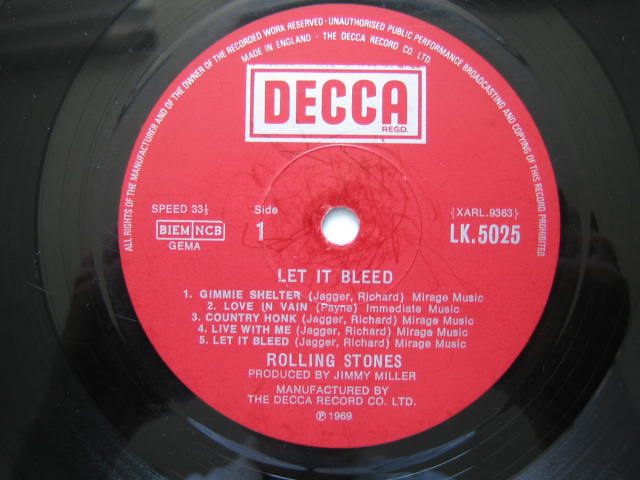 ALL RIGHTS OF THE MANUFACTURER AND OF THE OWNER OF THE RECORDED WORK RESERVED · UNAUTHORISED PUBLIC PERFORMANCE BROADCASTING AND COPYING OF THIS RECORD PROHIBITED
MADE IN ENGLAND · THE DECCA RECORD CO. LTD.
DECCA
REGD.
SPEED 33⅓
BIEM NCB
GEMA
Side
1
{XARL.9363}
LK.5025
LET IT BLEED
1. GIMMIE SHELTER (Jagger, Richard) Mirage Music
2. LOVE IN VAIN (Payne) Immediate Music
3. COUNTRY HONK (Jagger, Richard) Mirage Music
4. LIVE WITH ME (Jagger, Richard) Mirage Music
5. LET IT BLEED (Jagger, Richard) Mirage Music
ROLLING STONES
PRODUCED BY JIMMY MILLER
MANUFACTURED BY
THE DECCA RECORD CO. LTD.
℗ 1969